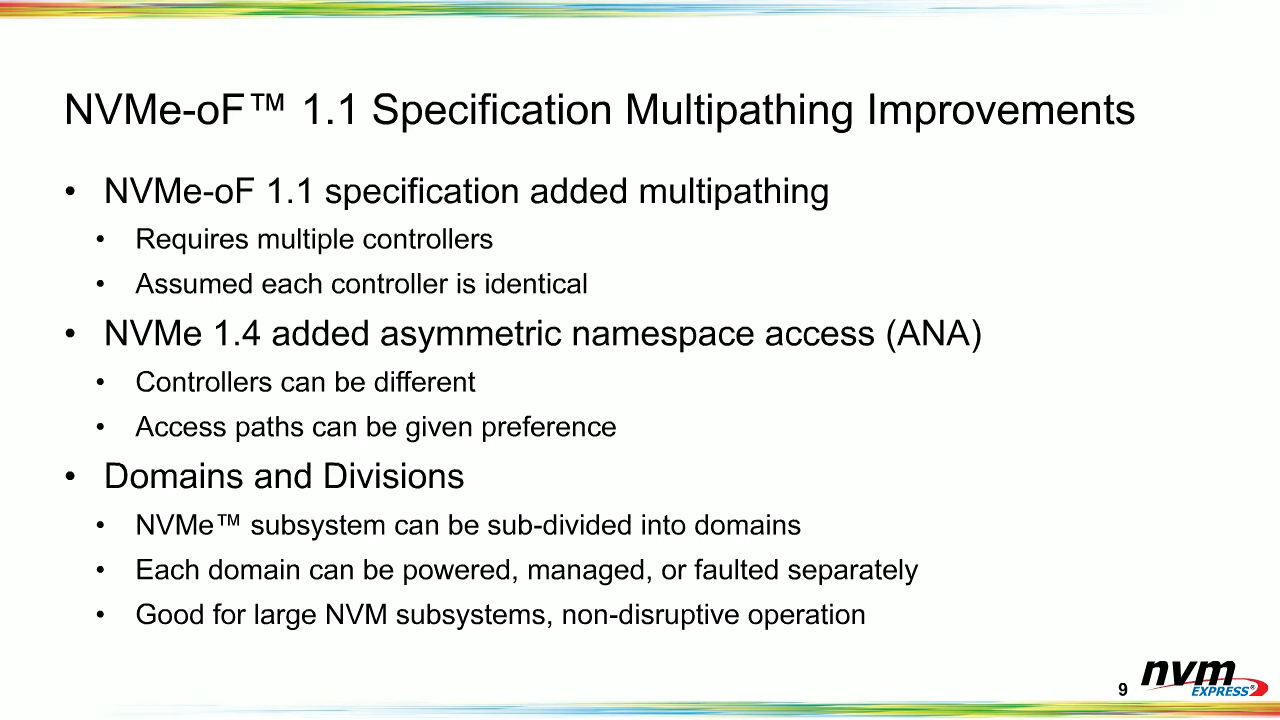 NVMe-oF™ 1.1 Specification Multipathing Improvements
• NVMe-oF 1.1 specification added multipathing
• Requires multiple controllers
• Assumed each controller is identical
• NVMe 1.4 added asymmetric namespace access (ANA)
• Controllers can be different
• Access paths can be given preference
• Domains and Divisions
• NVMe™ subsystem can be sub-divided into domains
• Each domain can be powered, managed, or faulted separately
• Good for large NVM subsystems, non-disruptive operation
9
nvm
EXPRESS®